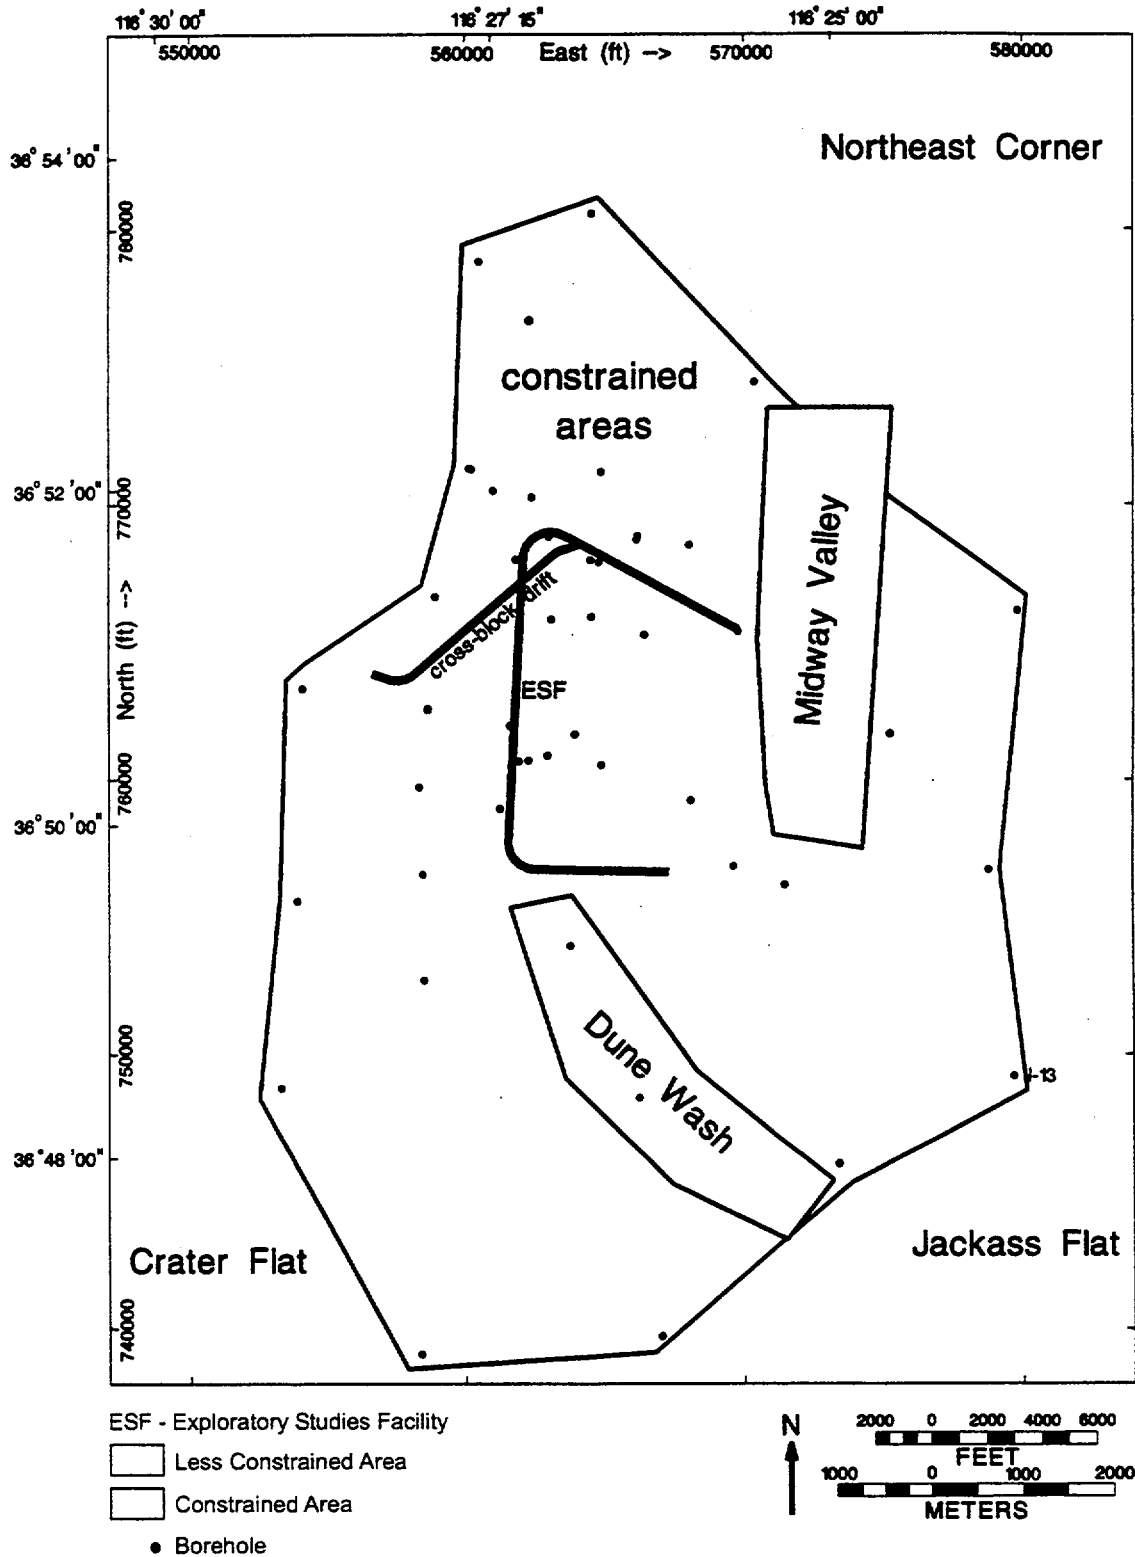 116° 30' 00" 116° 27' 15" 116° 25' 00"
550000 560000 East (ft) --> 570000 580000
Northeast Corner
36° 54' 00"
780000
constrained
areas
36° 52' 00"
770000
Midway Valley
cross-block drift
North (ft) -->
ESF
760000
36° 50' 00"
Dune Wash
750000
J-13
36° 48' 00"
Crater Flat
Jackass Flat
740000
ESF - Exploratory Studies Facility
Less Constrained Area
Constrained Area
Borehole
N
2000 0 2000 4000 6000
FEET
1000 0 1000 2000
METERS